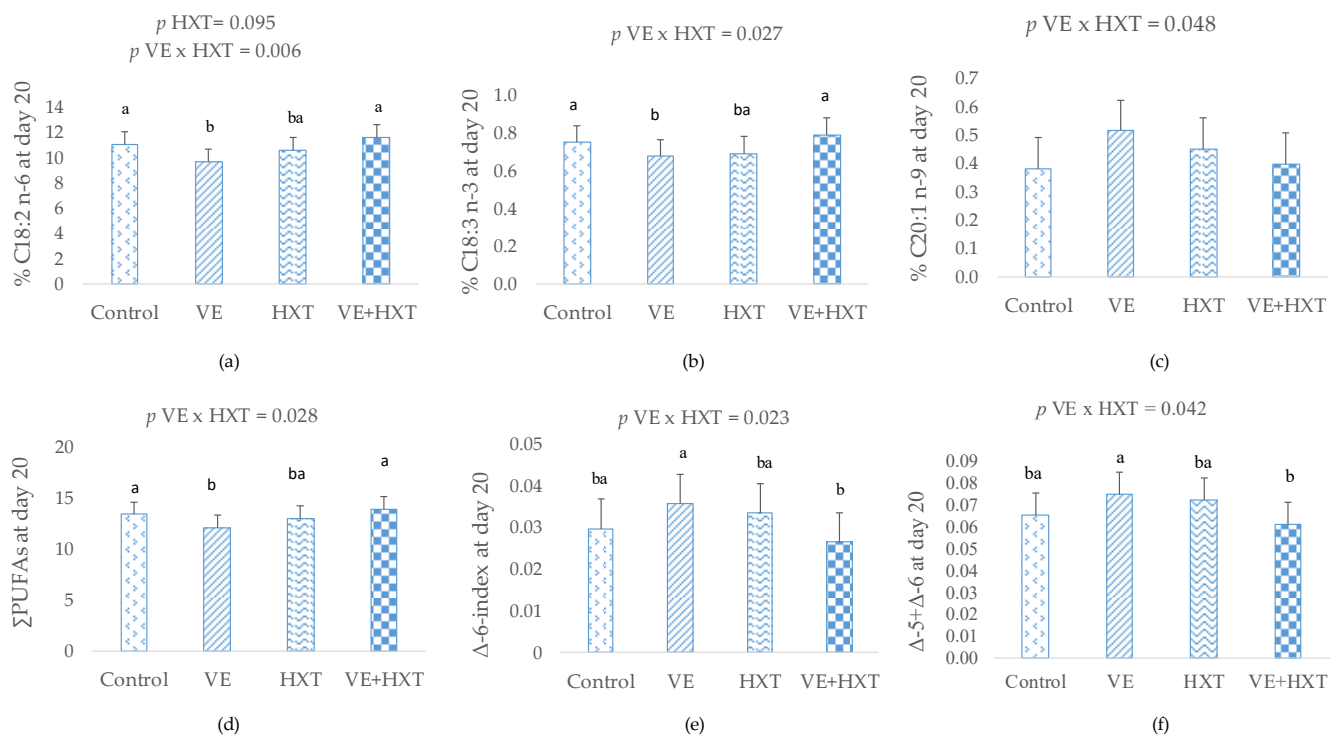 p HXT= 0.095
p VE x HXT = 0.006
a
b
ba
a
14
12
10
8
6
4
2
0
% C18:2 n-6 at day 20
Control VE HXT VE+HXT
(a)
p VE x HXT = 0.027
a
b
ba
a
1.0
0.8
0.6
0.4
0.2
0.0
% C18:3 n-3 at day 20
Control VE HXT VE+HXT
(b)
p VE x HXT = 0.048
0.7
0.6
0.5
0.4
0.3
0.2
0.1
0.0
% C20:1 n-9 at day 20
Control VE HXT VE+HXT
(c)
p VE x HXT = 0.028
a
b
ba
a
20
15
10
5
0
∑PUFAs at day 20
Control VE HXT VE+HXT
(d)
p VE x HXT = 0.023
ba
a
ba
b
0.05
0.04
0.03
0.02
0.01
0
Δ-6-index at day 20
Control VE HXT VE+HXT
(e)
p VE x HXT = 0.042
ba
a
ba
b
0.09
0.08
0.07
0.06
0.05
0.04
0.03
0.02
0.01
0.00
Δ-5+Δ-6 at day 20
Control VE HXT VE+HXT
(f)